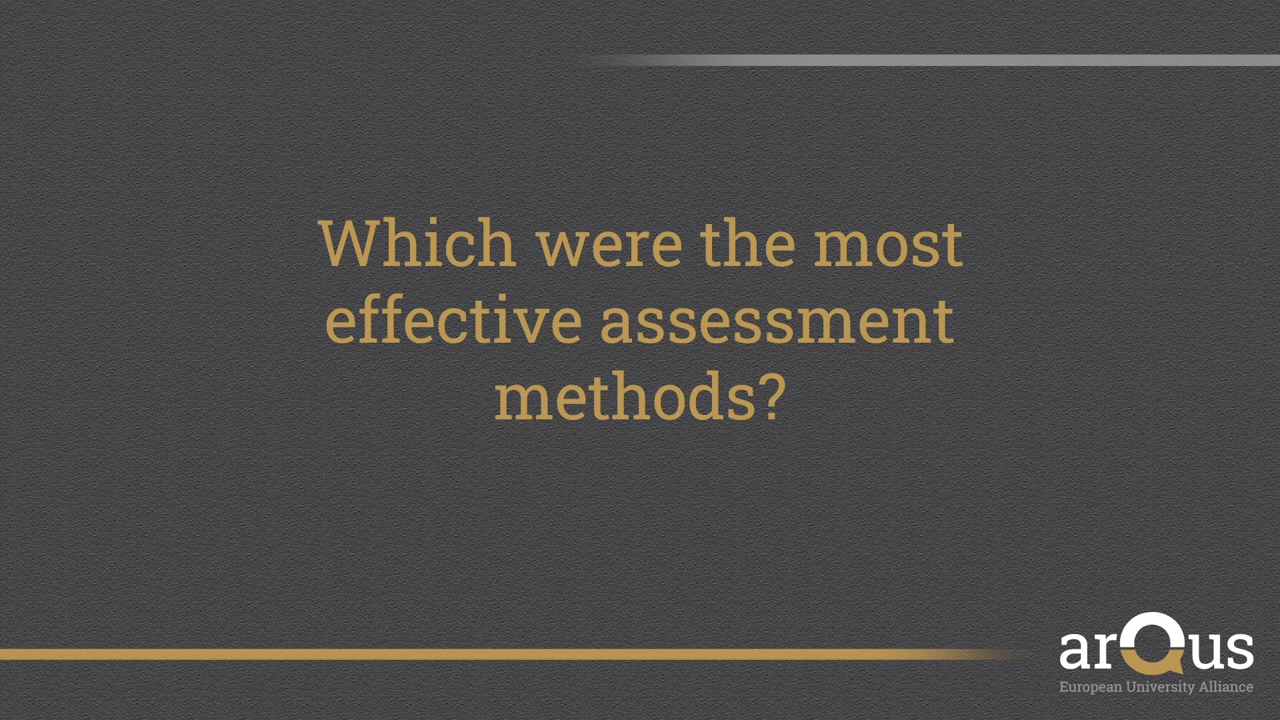 Which were the most
effective assessment
methods?
arQus
European University Alliance